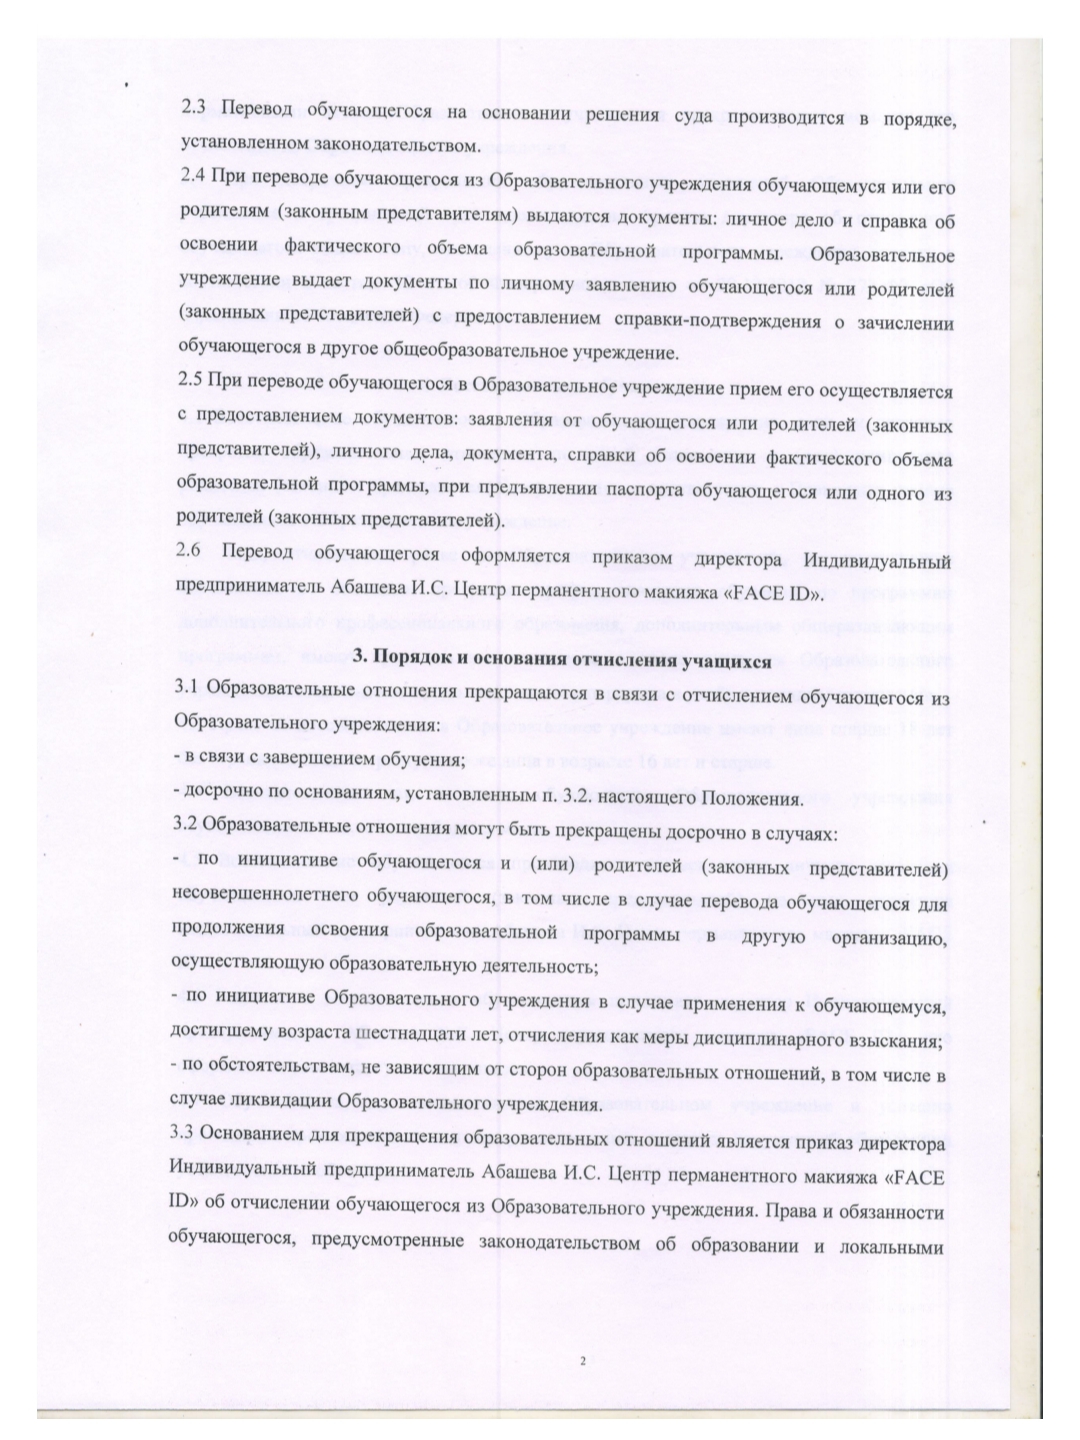 2.3 Перевод обучающегося на основании решения суда производится в порядке,
установленном законодательством.
2.4 При переводе обучающегося из Образовательного учреждения обучающемуся или его
родителям (законным представителям) выдаются документы: личное дело и справка об
освоении фактического объема образовательной программы. Образовательное
учреждение выдает документы по личному заявлению обучающегося или родителей
(законных представителей) с предоставлением справки-подтверждения о зачислении
обучающегося в другое общеобразовательное учреждение.
2.5 При переводе обучающегося в Образовательное учреждение прием его осуществляется
с предоставлением документов: заявления от обучающегося или родителей (законных
представителей), личного дела, документа, справки об освоении фактического объема
образовательной программы, при предъявлении паспорта обучающегося или одного из
родителей (законных представителей).
2.6 Перевод обучающегося оформляется приказом директора Индивидуальный
предприниматель Абашева И.С. Центр перманентного макияжа «FACE ID».
3. Порядок и основания отчисления учащихся
3.1 Образовательные отношения прекращаются в связи с отчислением обучающегося из
Образовательного учреждения:
- в связи с завершением обучения;
- досрочно по основаниям, установленным п. 3.2. настоящего Положения.
3.2 Образовательные отношения могут быть прекращены досрочно в случаях:
- по инициативе обучающегося и (или) родителей (законных представителей)
несовершеннолетнего обучающегося, в том числе в случае перевода обучающегося для
продолжения освоения образовательной программы в другую организацию,
осуществляющую образовательную деятельность;
- по инициативе Образовательного учреждения в случае применения к обучающемуся,
достигшему возраста шестнадцати лет, отчисления как меры дисциплинарного взыскания;
- по обстоятельствам, не зависящим от сторон образовательных отношений, в том числе в
случае ликвидации Образовательного учреждения.
3.3 Основанием для прекращения образовательных отношений является приказ директора
Индивидуальный предприниматель Абашева И.С. Центр перманентного макияжа «FACE
ID» об отчислении обучающегося из Образовательного учреждения. Права и обязанности
обучающегося, предусмотренные законодательством об образовании и локальными
2